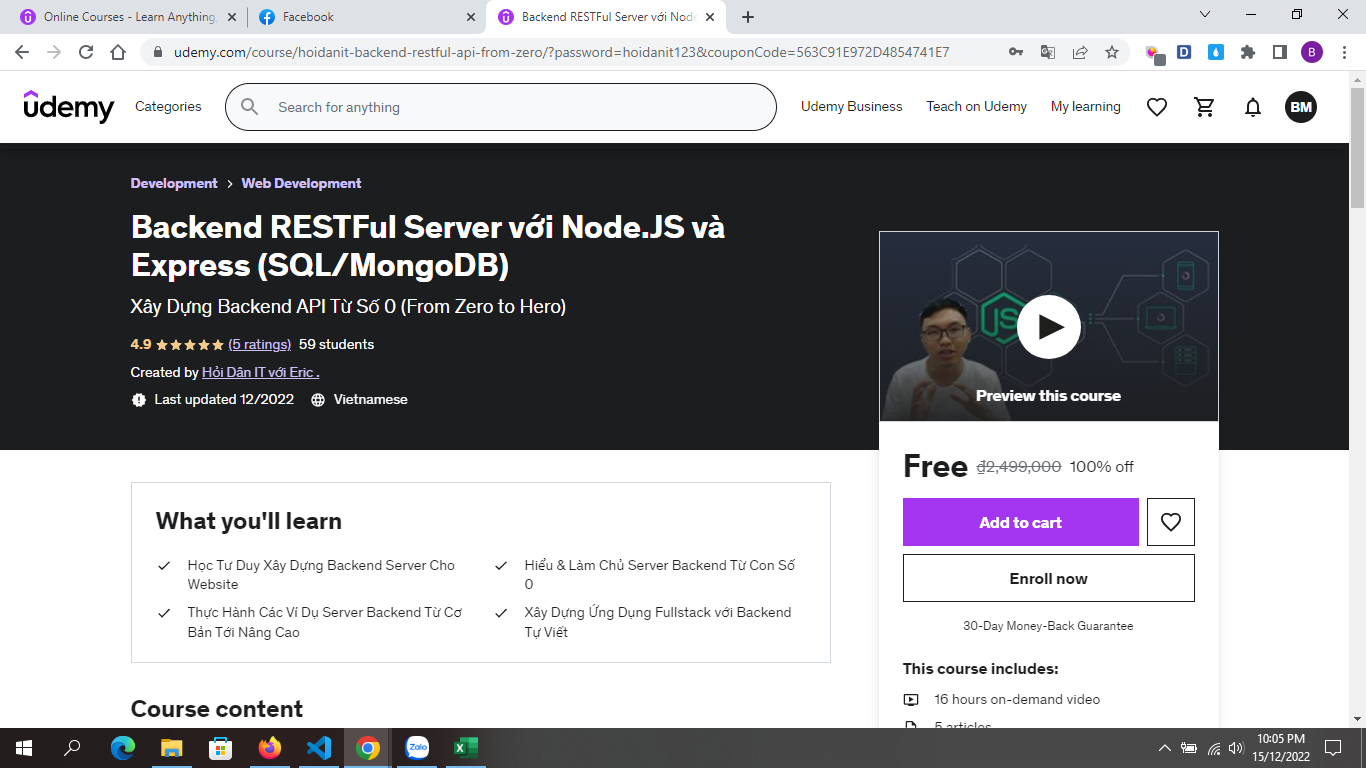 Online Courses - Learn Anything,
Facebook
Backend RESTFul Server với Node
udemy.com/course/hoidanit-backend-restful-api-from-zero/?password=hoidanit123&couponCode=563C91E972D4854741E7
D
B
udemy
Categories
Search for anything
Udemy Business
Teach on Udemy
My learning
BM
Development
Web Development
Backend RESTFul Server với Node.JS và
Express (SQL/MongoDB)
Xây Dựng Backend API Từ Số 0 (From Zero to Hero)
4.9 (5 ratings) 59 students
Created by Hỏi Dân IT với Eric .
Last updated 12/2022 Vietnamese
JS
Preview this course
Free ₫2,499,000 100% off
Add to cart
Enroll now
30-Day Money-Back Guarantee
This course includes:
16 hours on-demand video
5 articles
What you'll learn
Học Tư Duy Xây Dựng Backend Server Cho
Website
Hiểu & Làm Chủ Server Backend Từ Con Số
0
Thực Hành Các Ví Dụ Server Backend Từ Cơ
Bản Tới Nâng Cao
Xây Dựng Ứng Dụng Fullstack với Backend
Tự Viết
Course content
Zalo
10:05 PM
15/12/2022